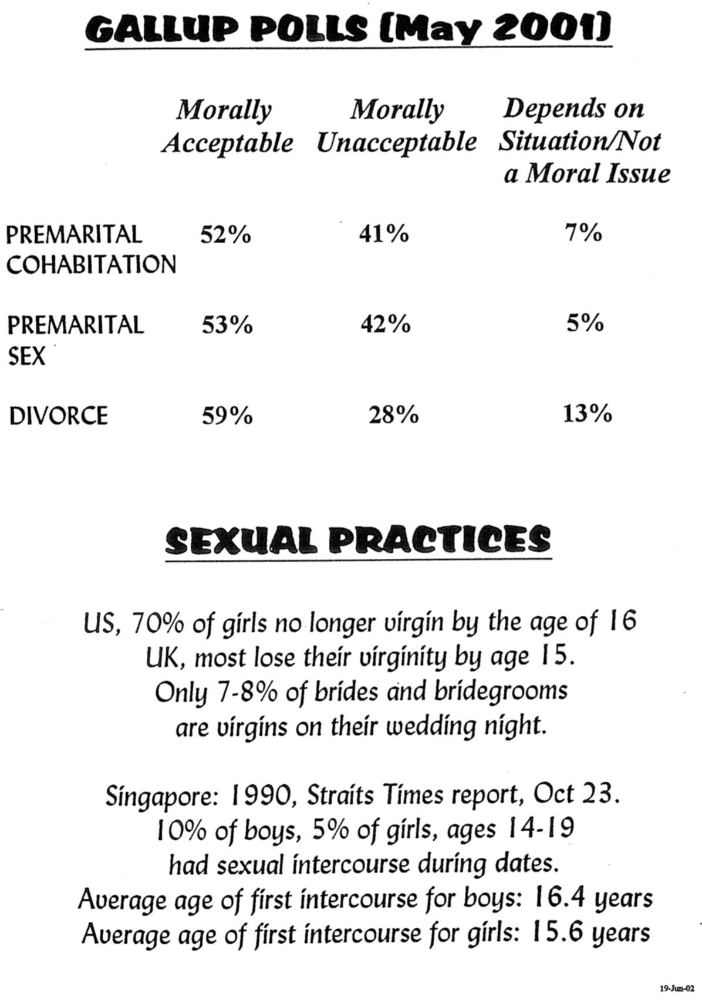 GALLUP POLLS (May 2001)
Morally Morally Depends on
Acceptable Unacceptable Situation/Not
a Moral Issue
PREMARITAL 52% 41% 7%
COHABITATION
PREMARITAL 53% 42% 5%
SEX
DIVORCE 59% 28% 13%
SEXUAL PRACTICES
US, 70% of girls no longer virgin by the age of 16
UK, most lose their virginity by age 15.
Only 7-8% of brides and bridegrooms
are virgins on their wedding night.
Singapore: 1990, Straits Times report, Oct 23.
10% of boys, 5% of girls, ages 14-19
had sexual intercourse during dates.
Average age of first intercourse for boys: 16.4 years
Average age of first intercourse for girls: 15.6 years
19-Jun-02